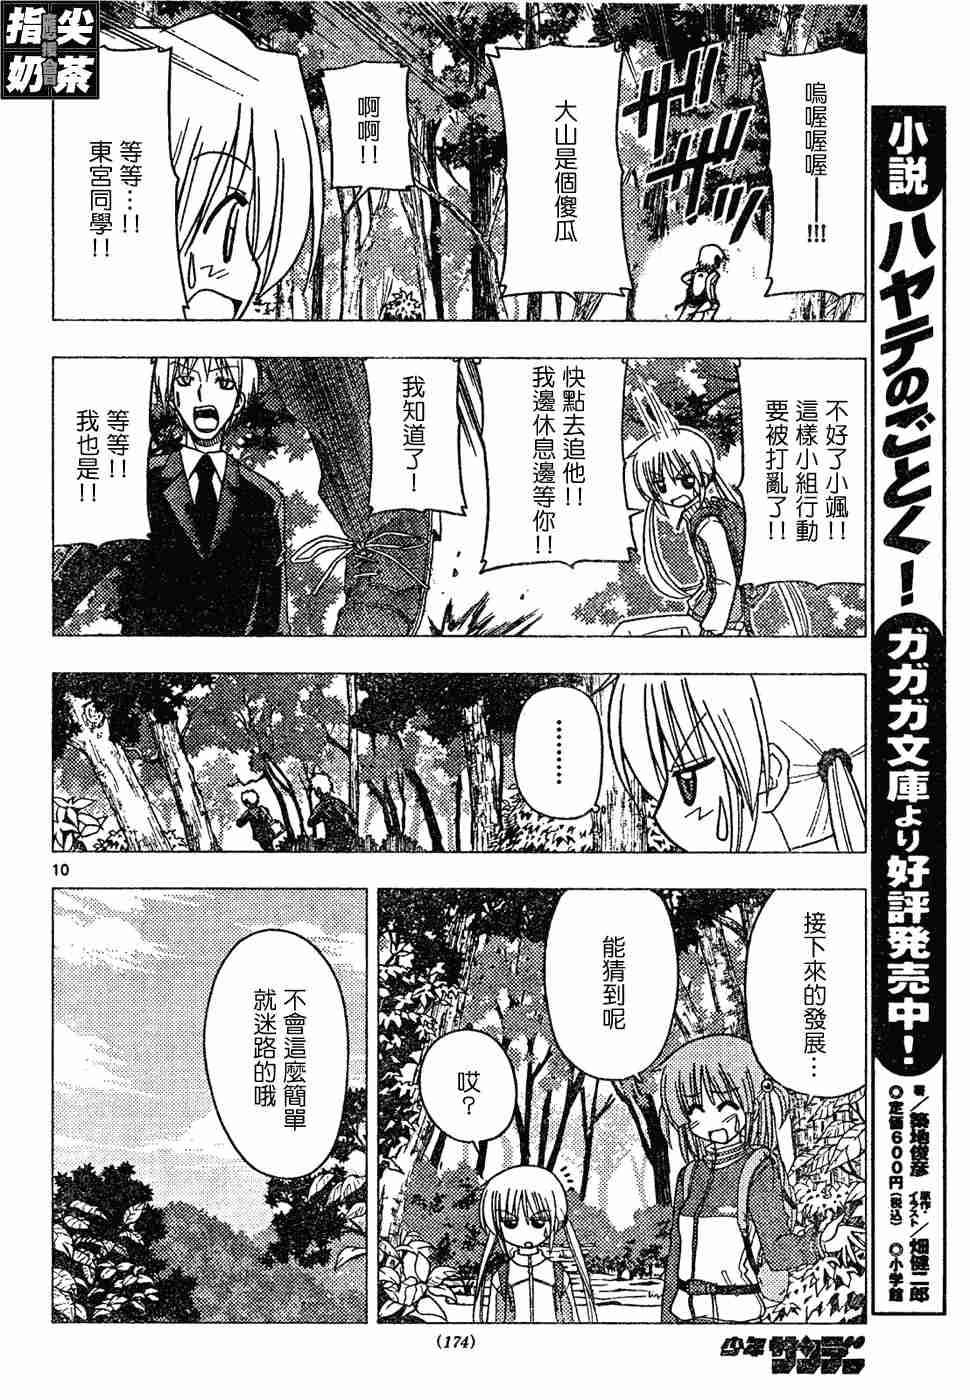 指尖
奶茶
嗚喔喔喔──!!!
ザザザッ
大山是個傻瓜
啊啊!!
等等…!!
東宮同學!!
不好了小颯!!
這樣小組行動
要被打亂了!!
快點去追他!!
我邊休息邊等你!!
我知道了!
等等!!
我也是!!
………
接下來的發展…
能猜到呢
哎?
不會這麼簡單
就迷路的哦
10
(174)
少年サンデー
小説 ハヤテのごとく! ガガガ文庫より好評発売中!
著／築地俊彦 原作・イラスト／畑健二郎
◎定価600円(税込) ◎小学館